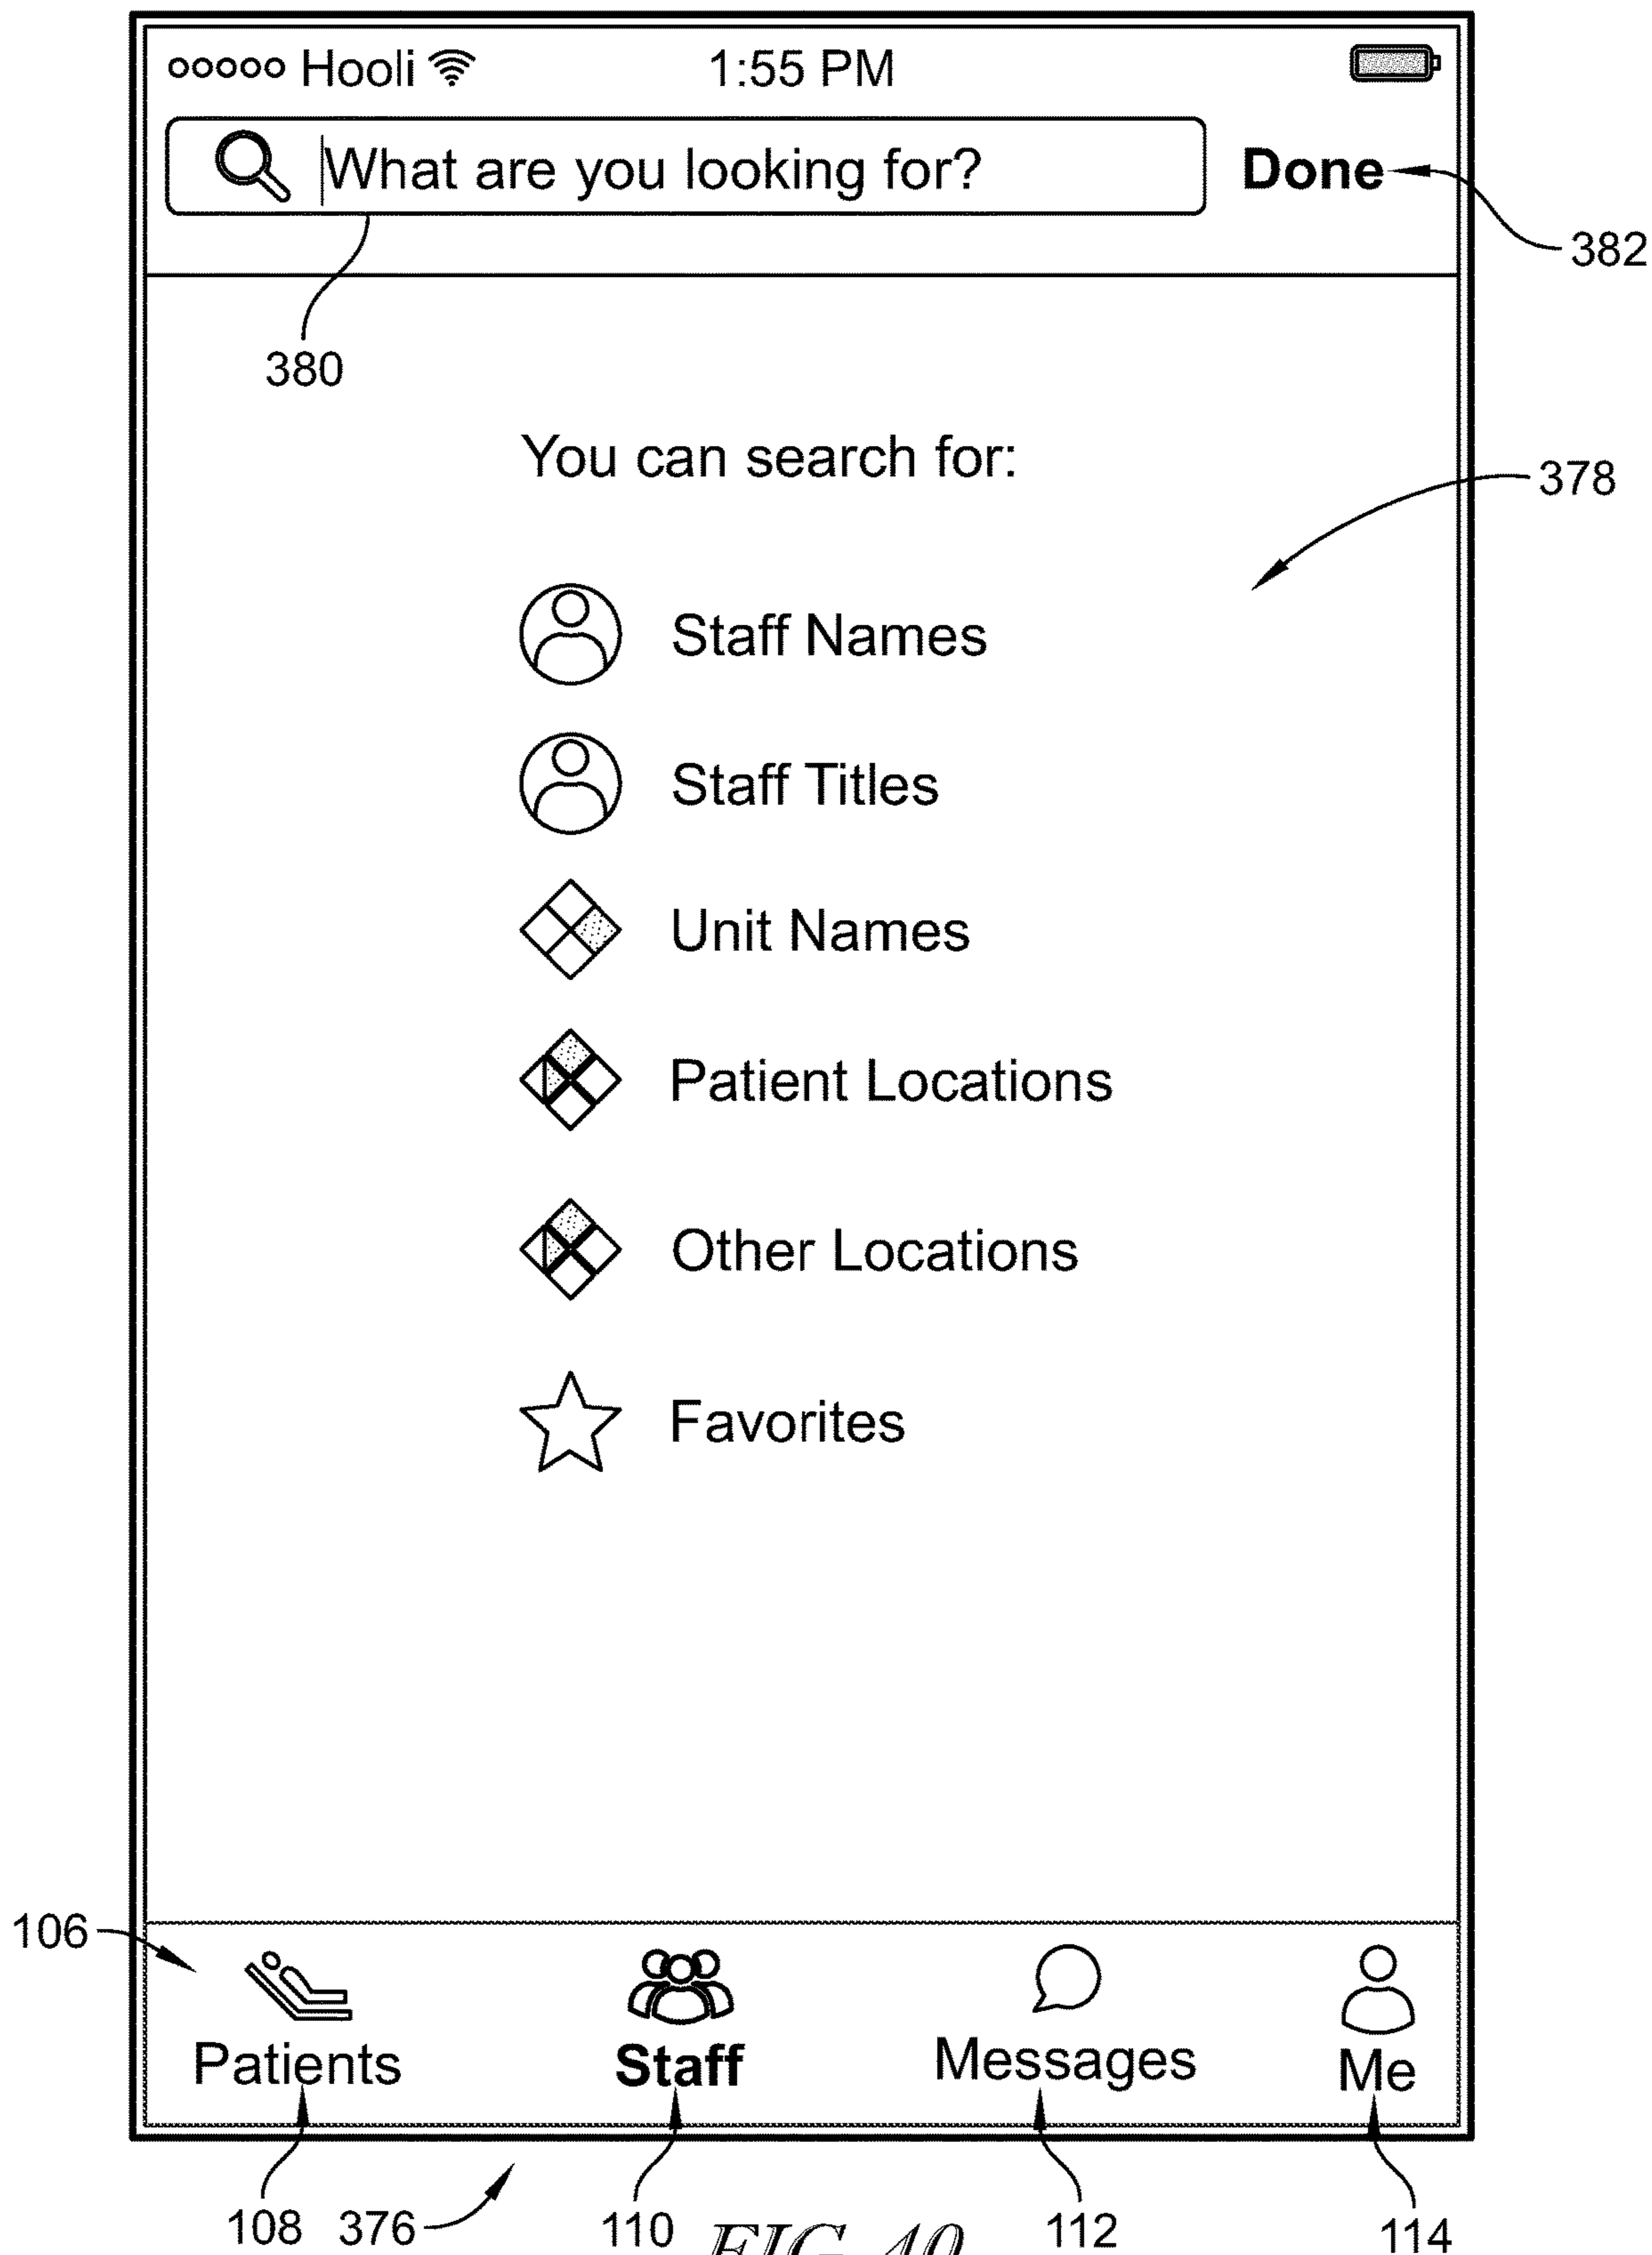 Hooli 1:55 PM
What are you looking for? Done
382
380
You can search for:
378
Staff Names
Staff Titles
Unit Names
Patient Locations
Other Locations
Favorites
106
Patients Staff Messages Me
108 376 110 112 114
FIG. 40